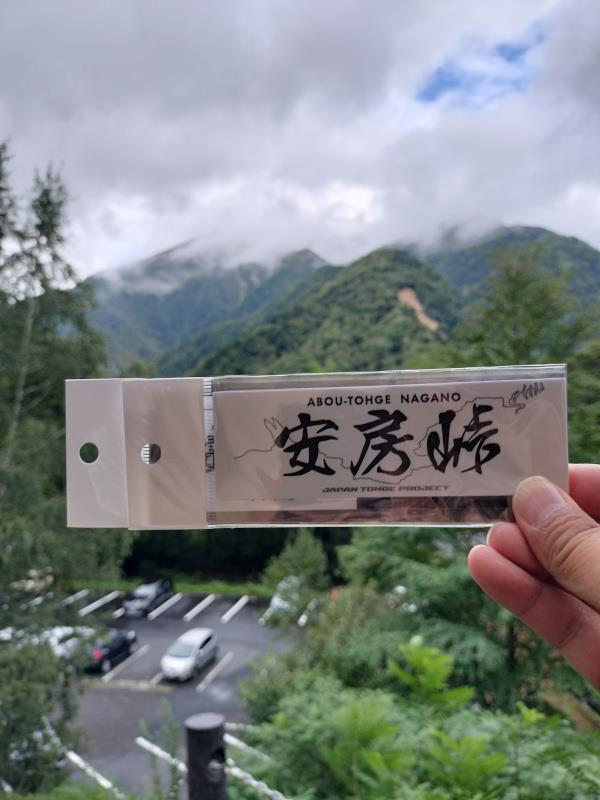 ABOU-TOHGE NAGANO
安房峠
JAPAN TOHGE PROJECT